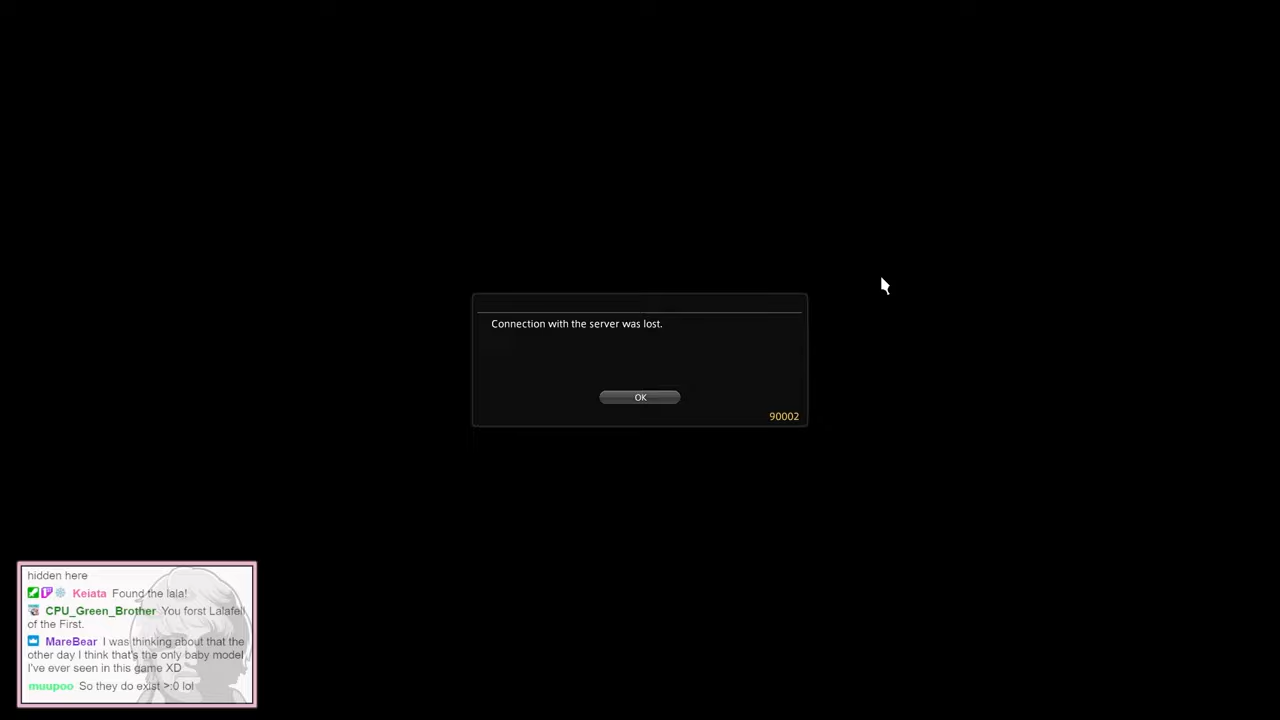 Connection with the server was lost.
OK
90002
hidden here
Keiata Found the lala!
CPU_Green_Brother You forst Lalafell
of the First.
MareBear I was thinking about that the
other day I think that's the only baby model
I've ever seen in this game XD
muupoo So they do exist >:0 lol